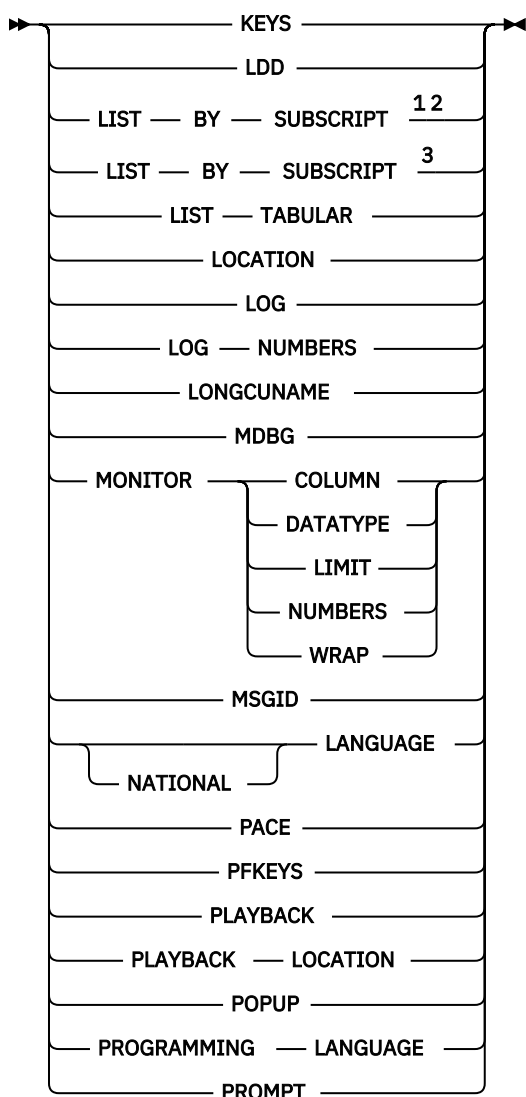 KEYS
LDD
LIST BY SUBSCRIPT 1 2
LIST BY SUBSCRIPT 3
LIST TABULAR
LOCATION
LOG
LOG NUMBERS
LONGCUNAME
MDBG
MONITOR COLUMN
DATATYPE
LIMIT
NUMBERS
WRAP
MSGID
LANGUAGE
NATIONAL
PACE
PFKEYS
PLAYBACK
PLAYBACK LOCATION
POPUP
PROGRAMMING LANGUAGE
PROMPT